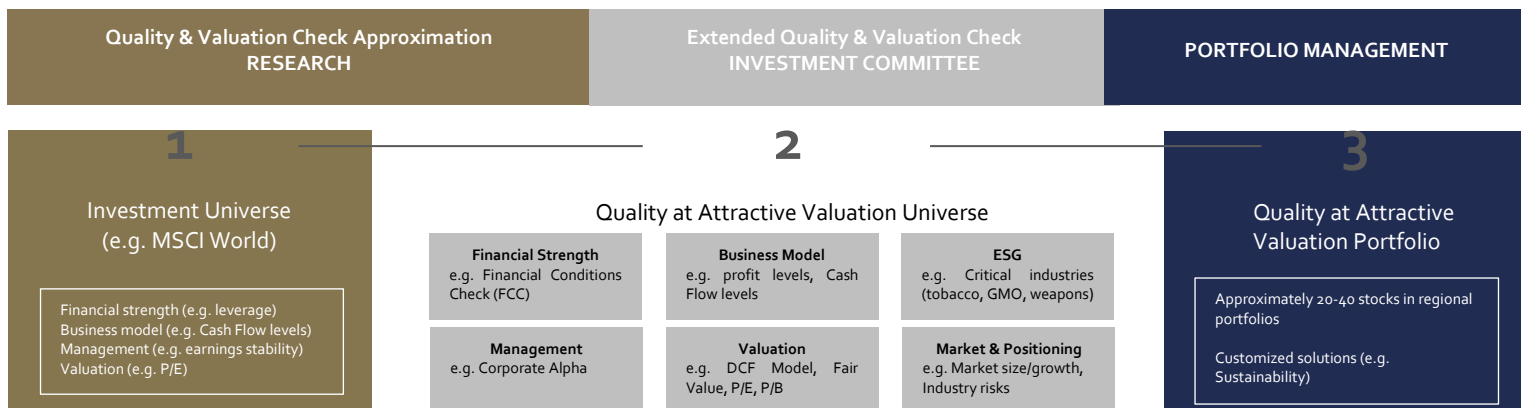 Quality & Valuation Check Approximation
RESEARCH
Extended Quality & Valuation Check
INVESTMENT COMMITTEE
PORTFOLIO MANAGEMENT
1
2
3
Investment Universe
(e.g. MSCI World)
Financial strength (e.g. leverage)
Business model (e.g. Cash Flow levels)
Management (e.g. earnings stability)
Valuation (e.g. P/E)
Quality at Attractive Valuation Universe
Financial Strength
e.g. Financial Conditions
Check (FCC)
Business Model
e.g. profit levels, Cash
Flow levels
ESG
e.g. Critical industries
(tobacco, GMO, weapons)
Management
e.g. Corporate Alpha
Valuation
e.g. DCF Model, Fair
Value, P/E, P/B
Market & Positioning
e.g. Market size/growth,
Industry risks
Quality at Attractive
Valuation Portfolio
Approximately 20-40 stocks in regional
portfolios
Customized solutions (e.g.
Sustainability)